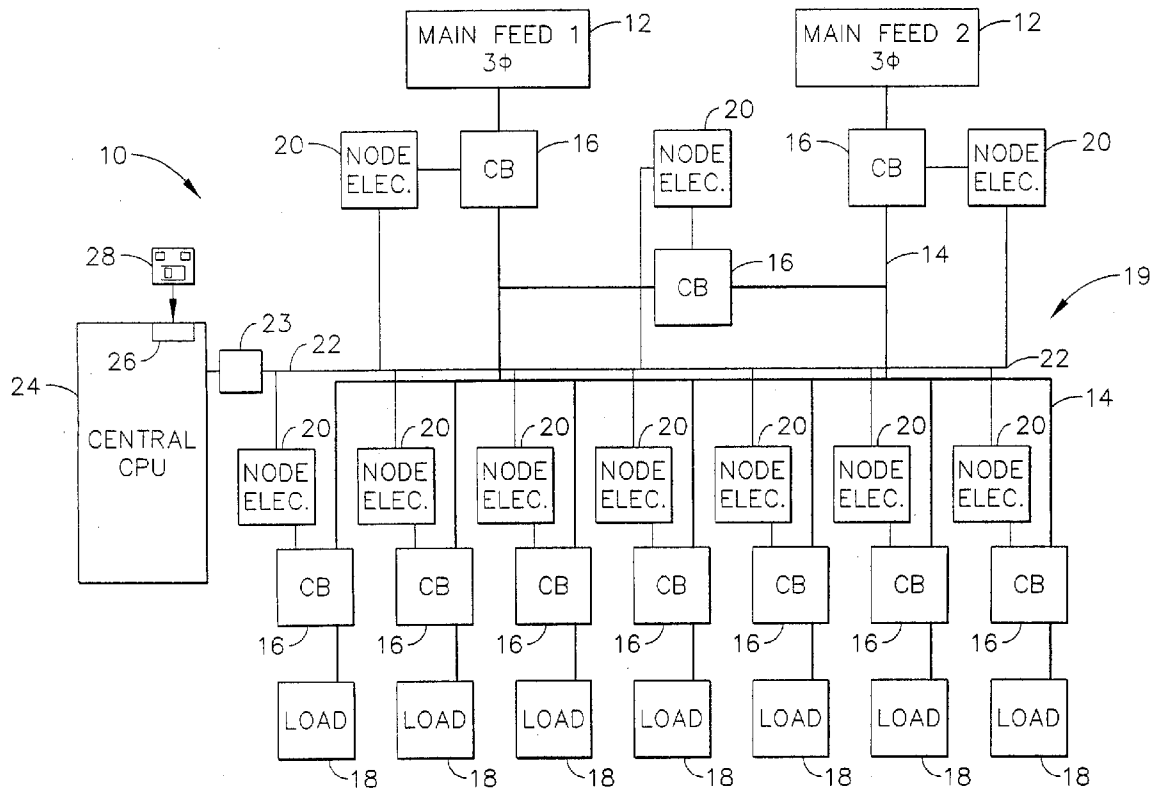 MAIN FEED 1
3Φ
12
MAIN FEED 2
3Φ
12
20
NODE
ELEC.
CB
16
20
NODE
ELEC.
16
CB
NODE
ELEC.
20
10
28
CB
16
14
19
23
22
22
26
24
CENTRAL
CPU
14
20
20
20
20
20
20
20
NODE
ELEC.
NODE
ELEC.
NODE
ELEC.
NODE
ELEC.
NODE
ELEC.
NODE
ELEC.
NODE
ELEC.
CB
CB
CB
CB
CB
CB
CB
16
16
16
16
16
16
16
LOAD
LOAD
LOAD
LOAD
LOAD
LOAD
LOAD
18
18
18
18
18
18
18